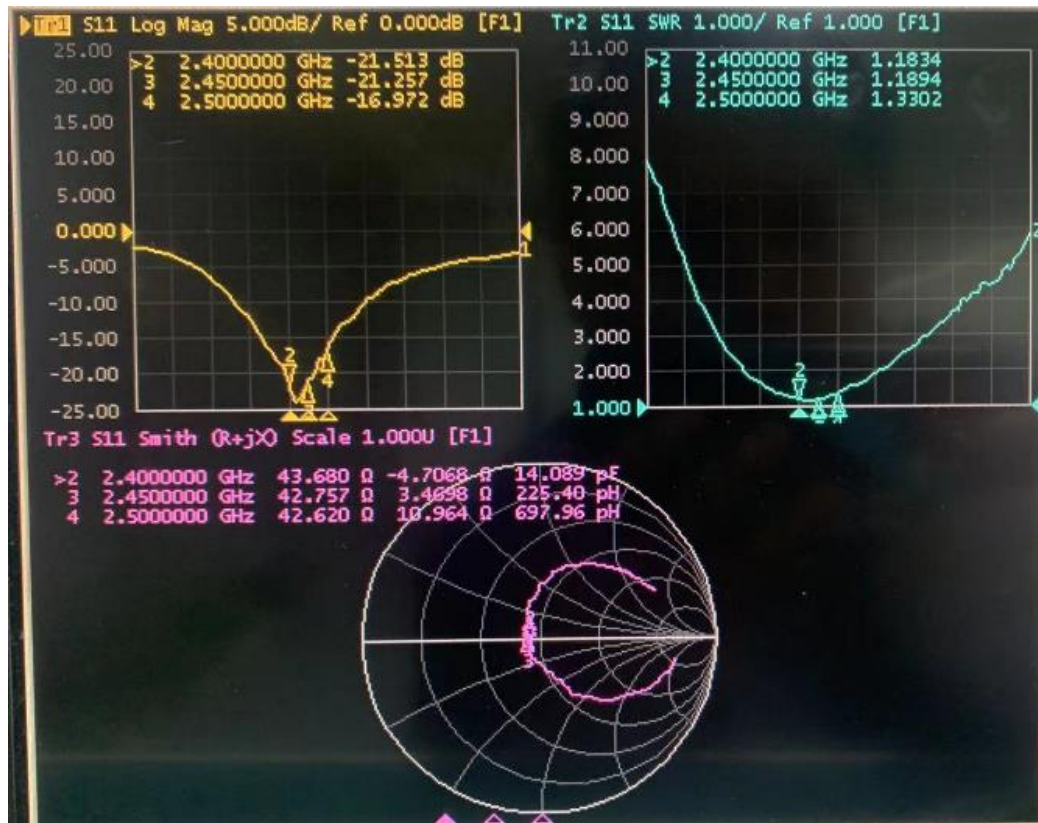 Tr1 S11 Log Mag 5.000dB/ Ref 0.000dB [F1]
25.00
20.00
15.00
10.00
5.000
0.000
-5.000
-10.00
-15.00
-20.00
-25.00
>2 2.4000000 GHz -21.513 dB
3 2.4500000 GHz -21.257 dB
4 2.5000000 GHz -16.972 dB
1
2
3
4
Tr2 S11 SWR 1.000/ Ref 1.000 [F1]
11.00
10.00
9.000
8.000
7.000
6.000
5.000
4.000
3.000
2.000
1.000
>2 2.4000000 GHz 1.1834
3 2.4500000 GHz 1.1894
4 2.5000000 GHz 1.3302
2
2
Tr3 S11 Smith (R+jX) Scale 1.000U [F1]
>2 2.4000000 GHz 43.680 Ω -4.7068 Ω 14.089 pF
3 2.4500000 GHz 42.757 Ω 3.4698 Ω 225.40 pH
4 2.5000000 GHz 42.620 Ω 10.964 Ω 697.96 pH